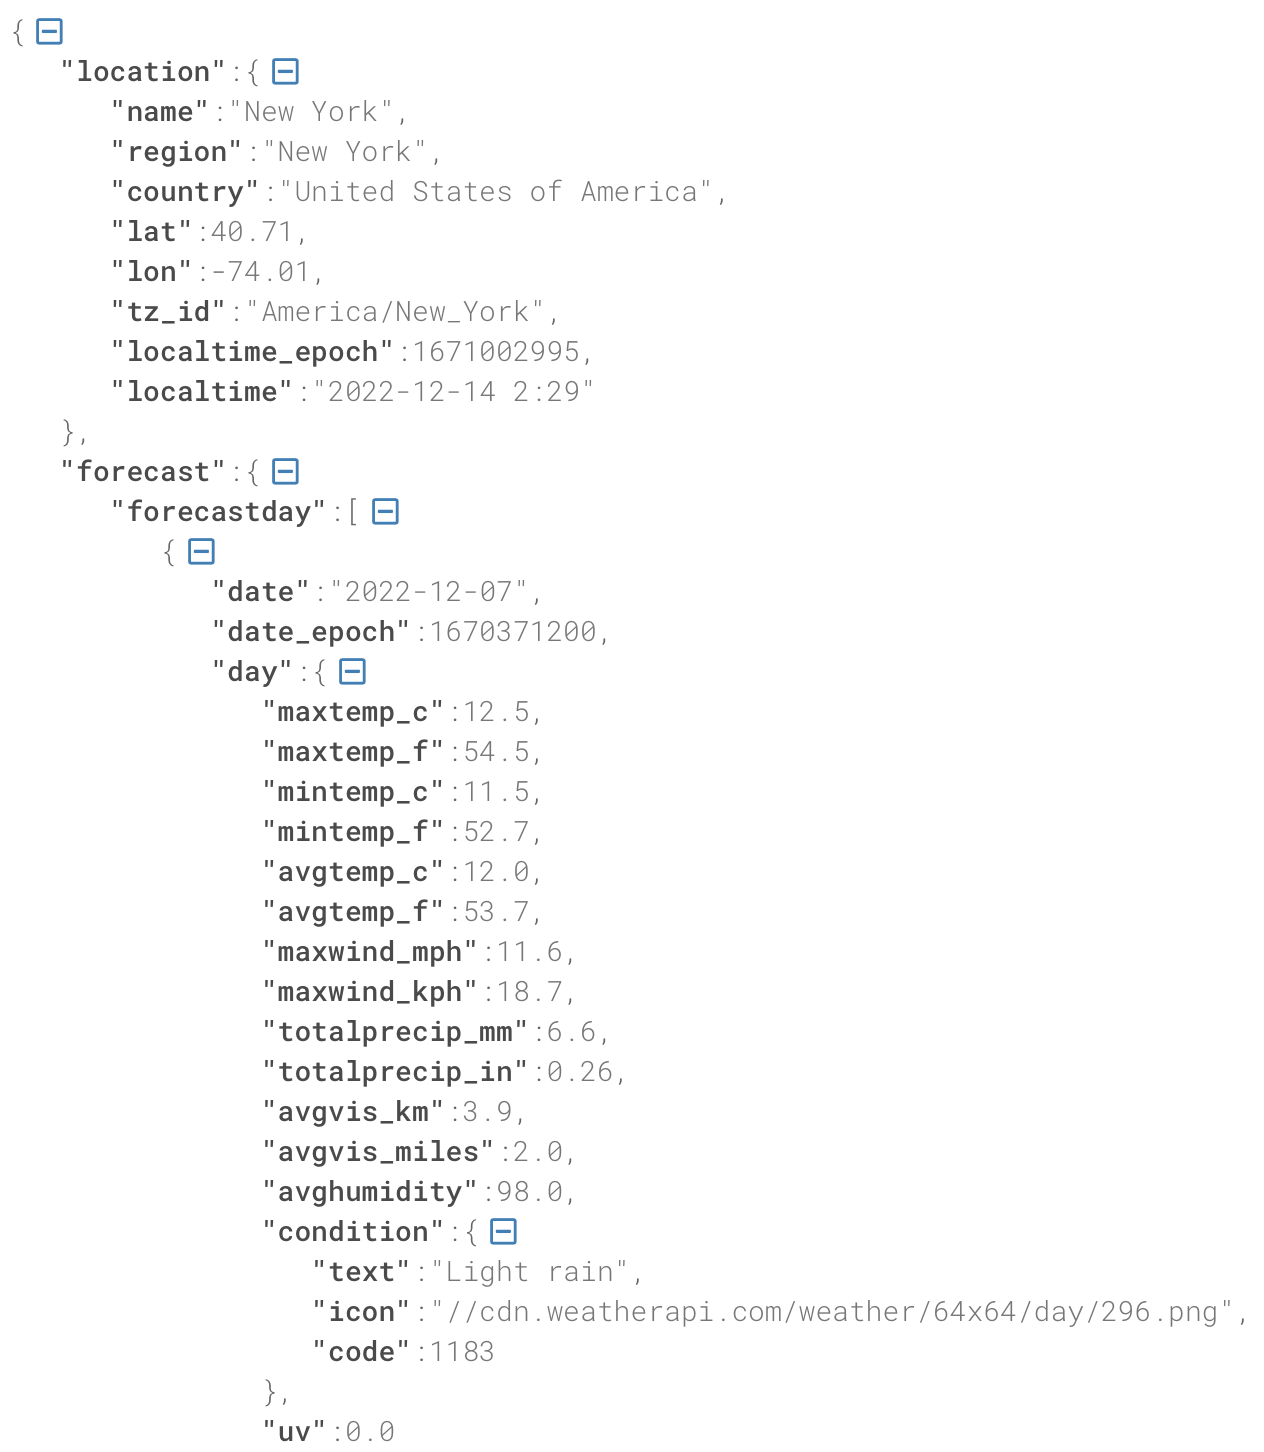 {
"location":{
"name":"New York",
"region":"New York",
"country":"United States of America",
"lat":40.71,
"lon":-74.01,
"tz_id":"America/New_York",
"localtime_epoch":1671002995,
"localtime":"2022-12-14 2:29"
},
"forecast":{
"forecastday":[
{
"date":"2022-12-07",
"date_epoch":1670371200,
"day":{
"maxtemp_c":12.5,
"maxtemp_f":54.5,
"mintemp_c":11.5,
"mintemp_f":52.7,
"avgtemp_c":12.0,
"avgtemp_f":53.7,
"maxwind_mph":11.6,
"maxwind_kph":18.7,
"totalprecip_mm":6.6,
"totalprecip_in":0.26,
"avgvis_km":3.9,
"avgvis_miles":2.0,
"avghumidity":98.0,
"condition":{
"text":"Light rain",
"icon":"//cdn.weatherapi.com/weather/64x64/day/296.png",
"code":1183
},
"uv":0.0